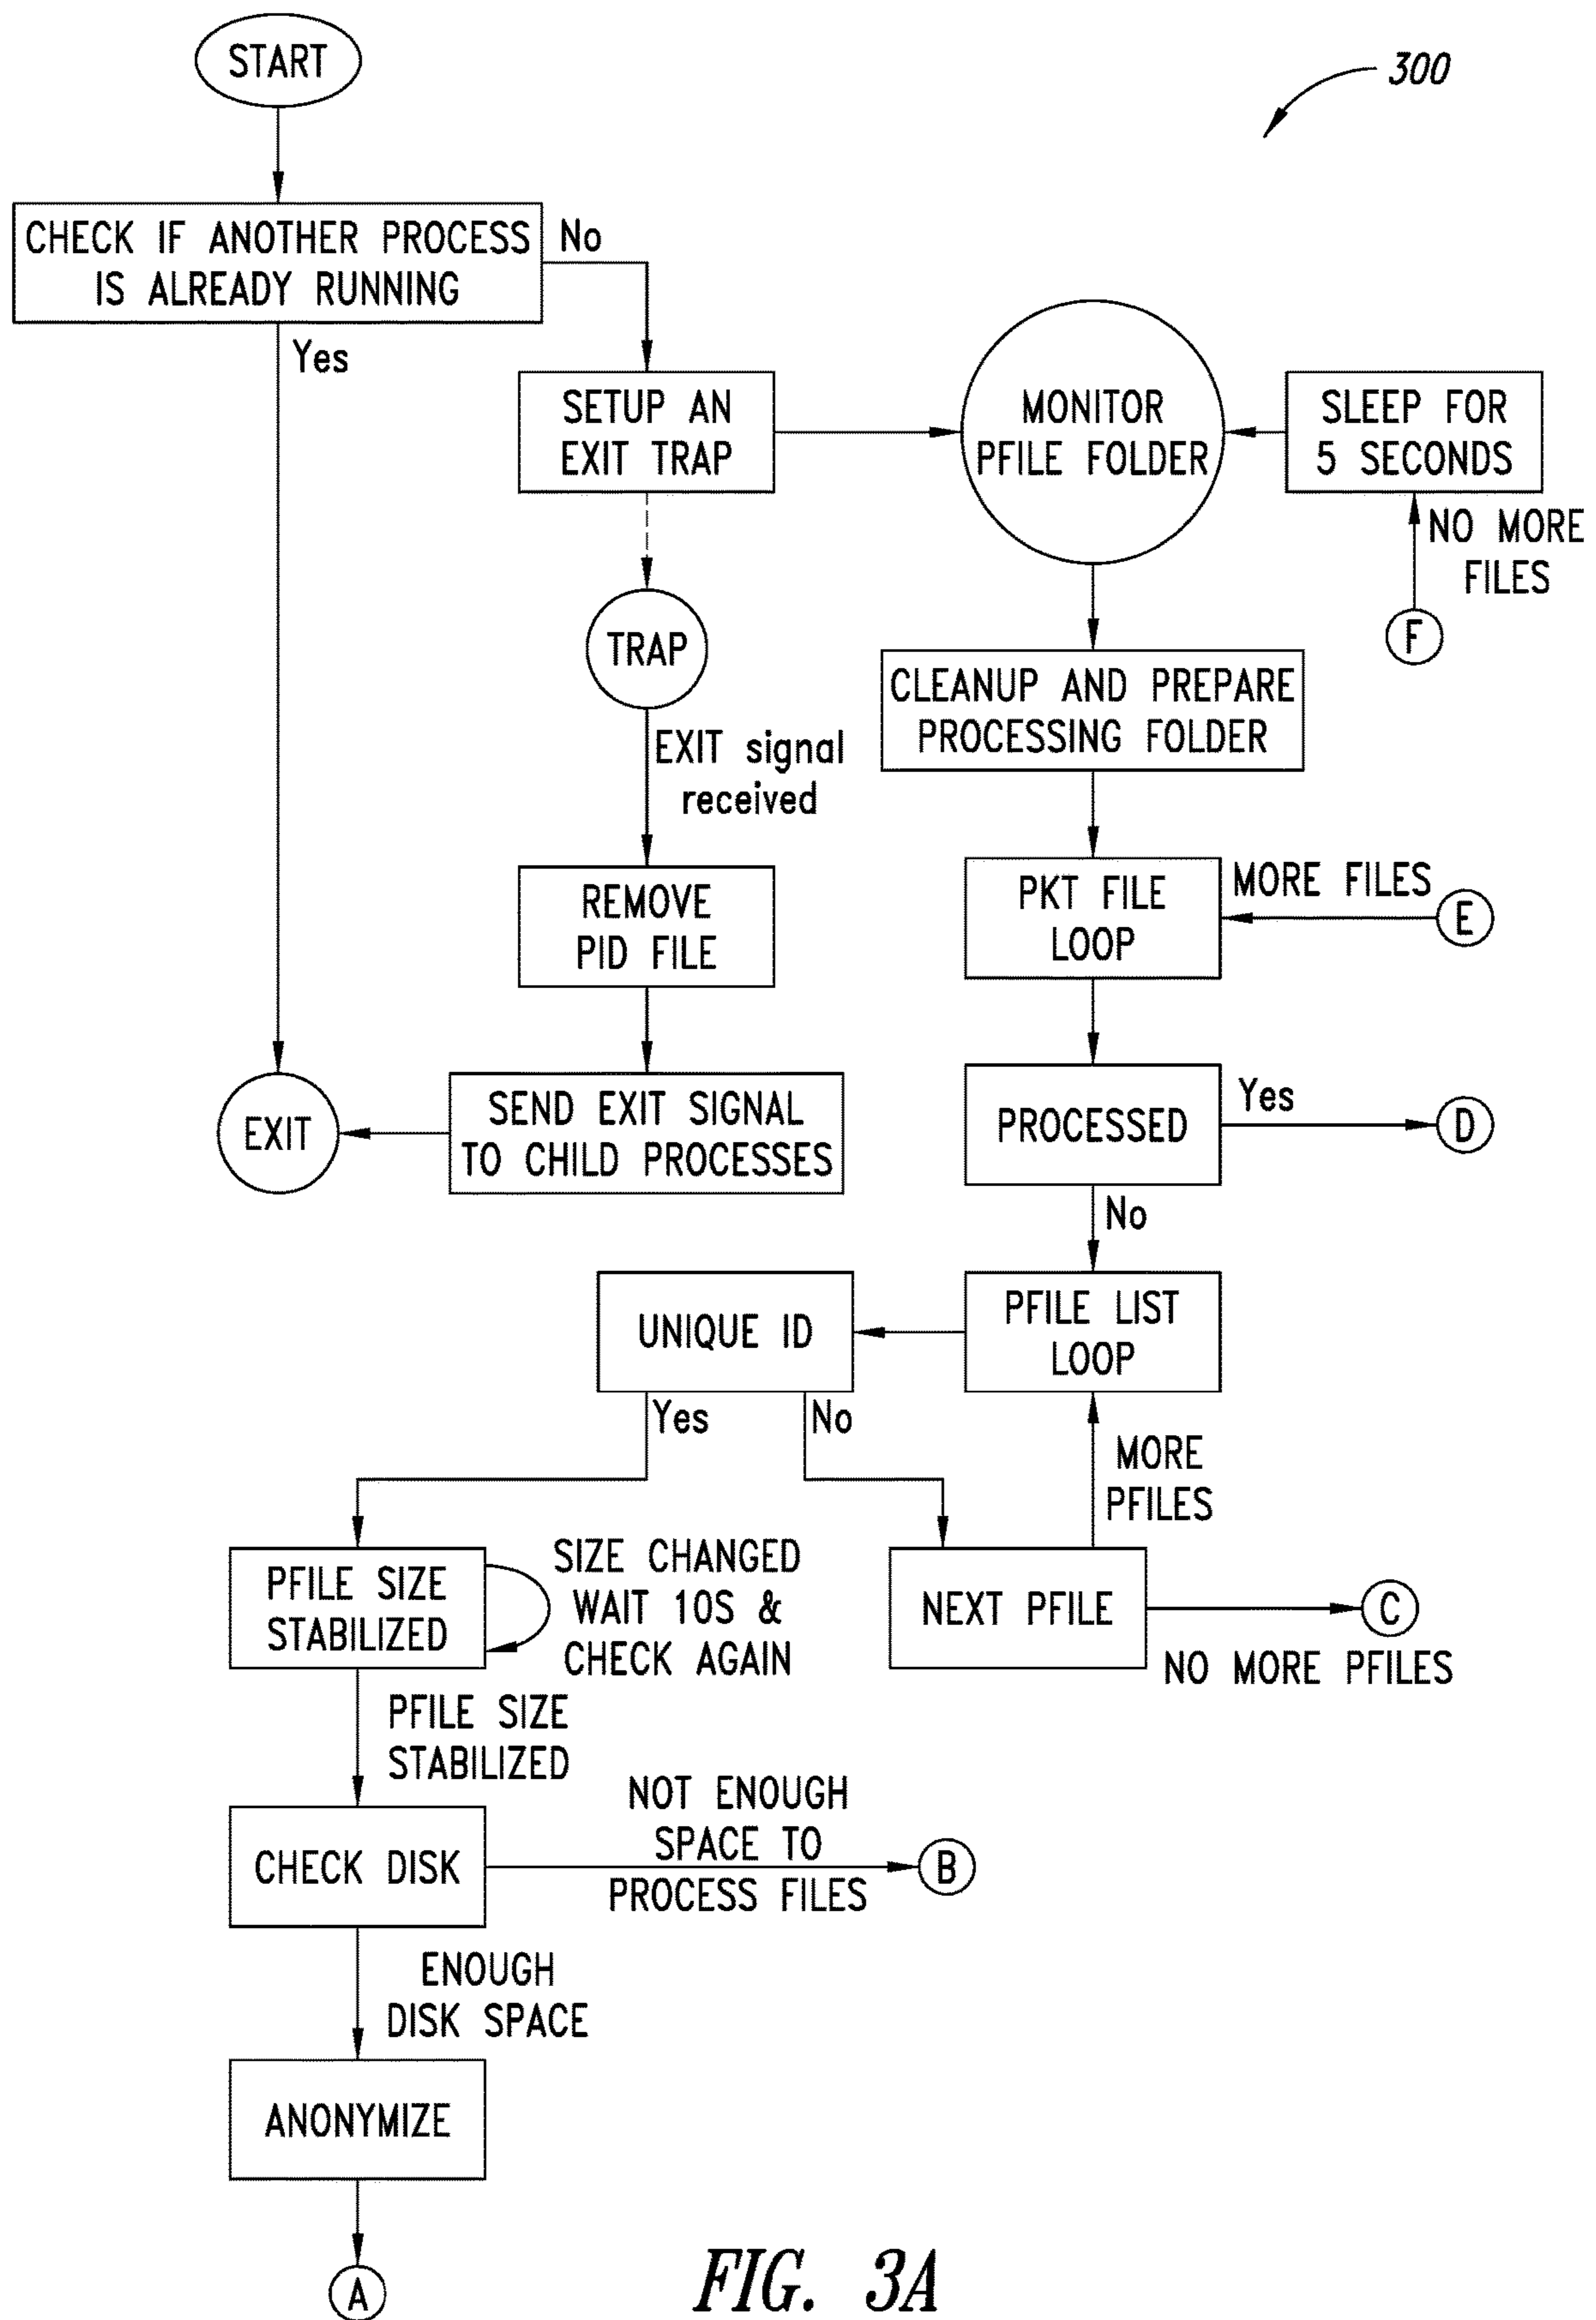 START
300
CHECK IF ANOTHER PROCESS
IS ALREADY RUNNING
No
Yes
SETUP AN
EXIT TRAP
MONITOR
PFILE FOLDER
SLEEP FOR
5 SECONDS
NO MORE
FILES
F
TRAP
CLEANUP AND PREPARE
PROCESSING FOLDER
EXIT signal
received
REMOVE
PID FILE
PKT FILE
LOOP
MORE FILES
E
EXIT
SEND EXIT SIGNAL
TO CHILD PROCESSES
PROCESSED
Yes
D
No
UNIQUE ID
PFILE LIST
LOOP
Yes
No
MORE
PFILES
PFILE SIZE
STABILIZED
SIZE CHANGED
WAIT 10S &
CHECK AGAIN
NEXT PFILE
C
NO MORE PFILES
PFILE SIZE
STABILIZED
CHECK DISK
NOT ENOUGH
SPACE TO
PROCESS FILES
B
ENOUGH
DISK SPACE
ANONYMIZE
A
FIG. 3A